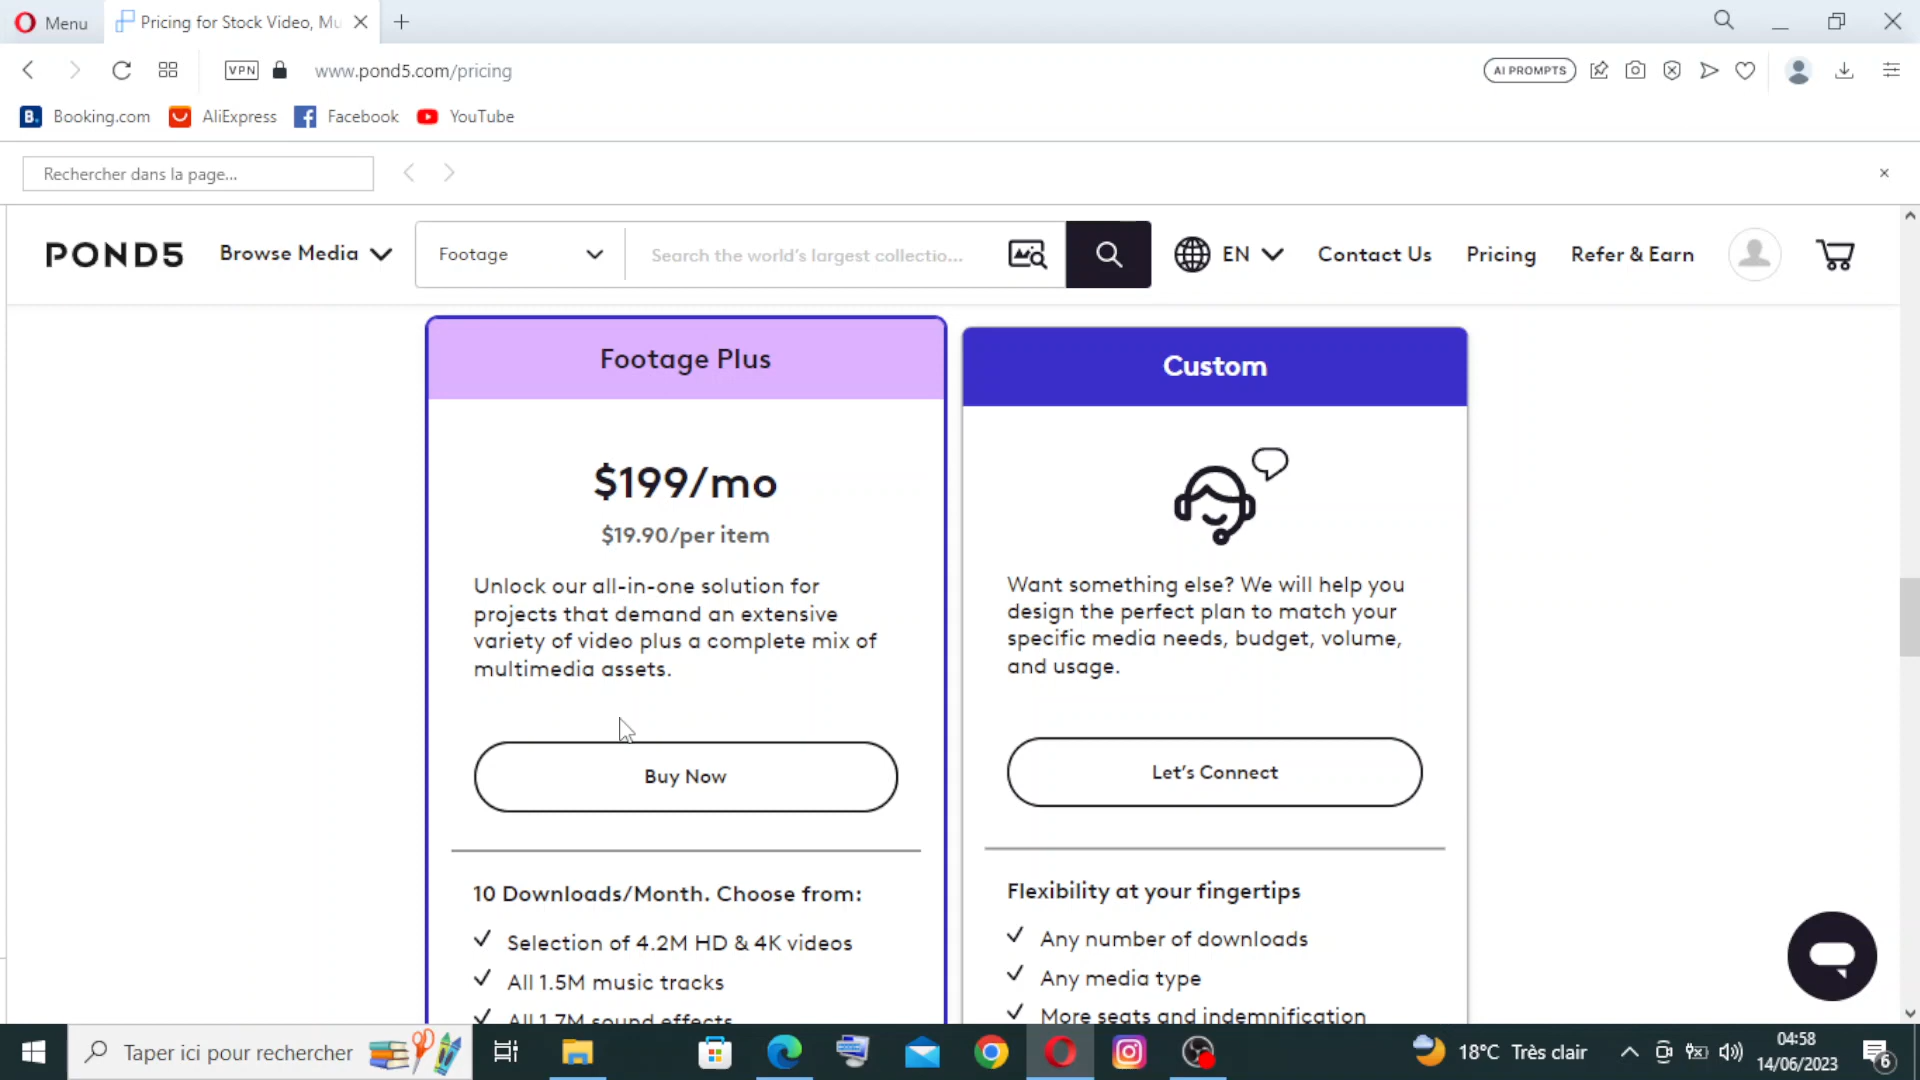 Menu
Pricing for Stock Video, Mu
VPN
www.pond5.com/pricing
AI PROMPTS
B. Booking.com
AliExpress
Facebook
YouTube
Rechercher dans la page...
POND5
Browse Media
Footage
Search the world's largest collectio...
EN
Contact Us
Pricing
Refer & Earn
Footage Plus
$199/mo
$19.90/per item
Unlock our all-in-one solution for
projects that demand an extensive
variety of video plus a complete mix of
multimedia assets.
Buy Now
10 Downloads/Month. Choose from:
Selection of 4.2M HD & 4K videos
All 1.5M music tracks
All 1.7M sound effects
Custom
Want something else? We will help you
design the perfect plan to match your
specific media needs, budget, volume,
and usage.
Let's Connect
Flexibility at your fingertips
Any number of downloads
Any media type
More seats and indemnification
Taper ici pour rechercher
18°C Très clair
04:58
14/06/2023
6